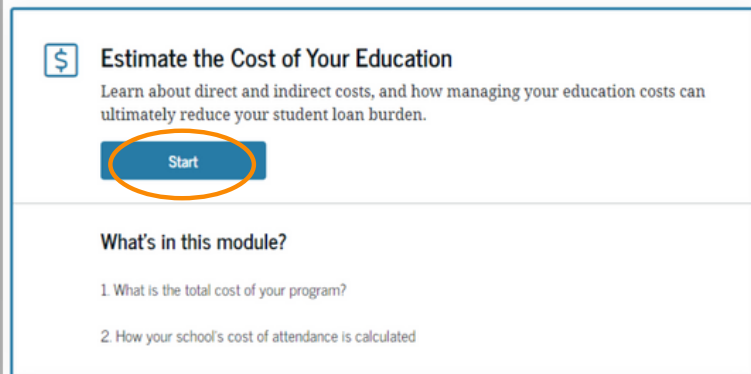 $
Estimate the Cost of Your Education
Learn about direct and indirect costs, and how managing your education costs can
ultimately reduce your student loan burden.
Start
What's in this module?
1. What is the total cost of your program?
2. How your school's cost of attendance is calculated